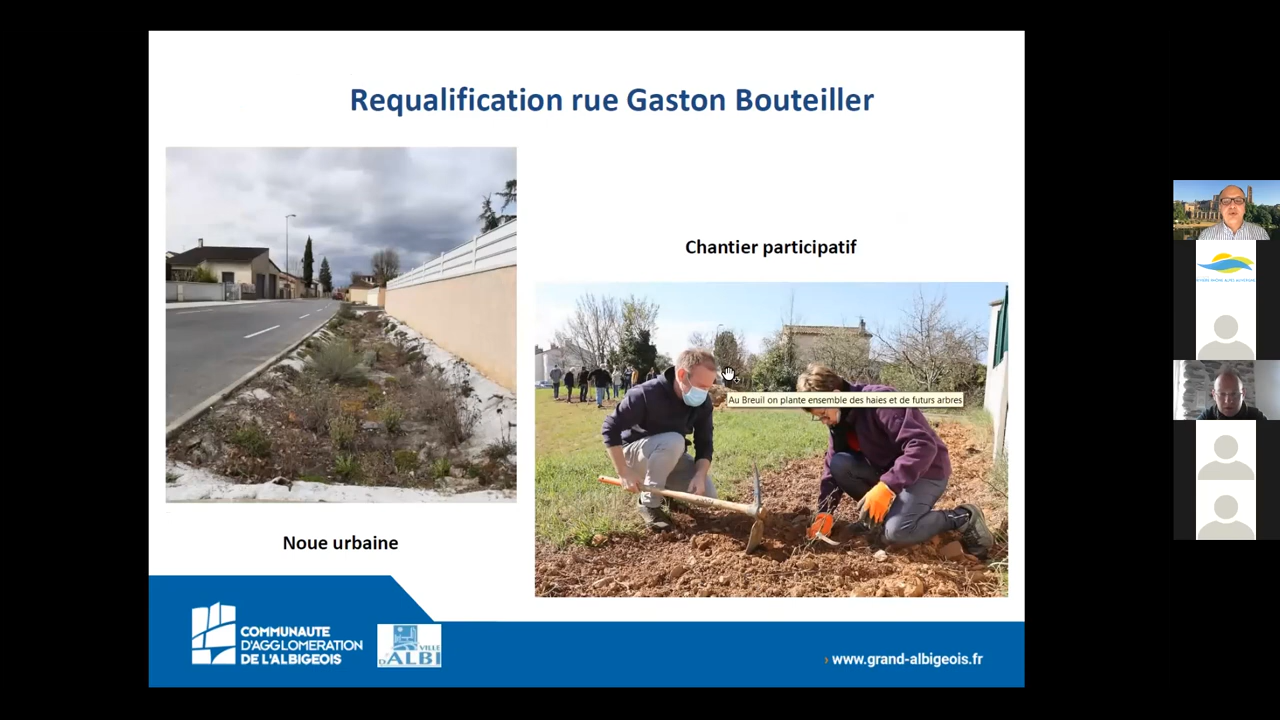 Requalification rue Gaston Bouteiller
Chantier participatif
Au Breuil on plante ensemble des haies et de futurs arbres
Noue urbaine
COMMUNAUTE
D'AGGLOMERATION
DE L'ALBIGEOIS
VILLE
D'ALBI
› www.grand-albigeois.fr